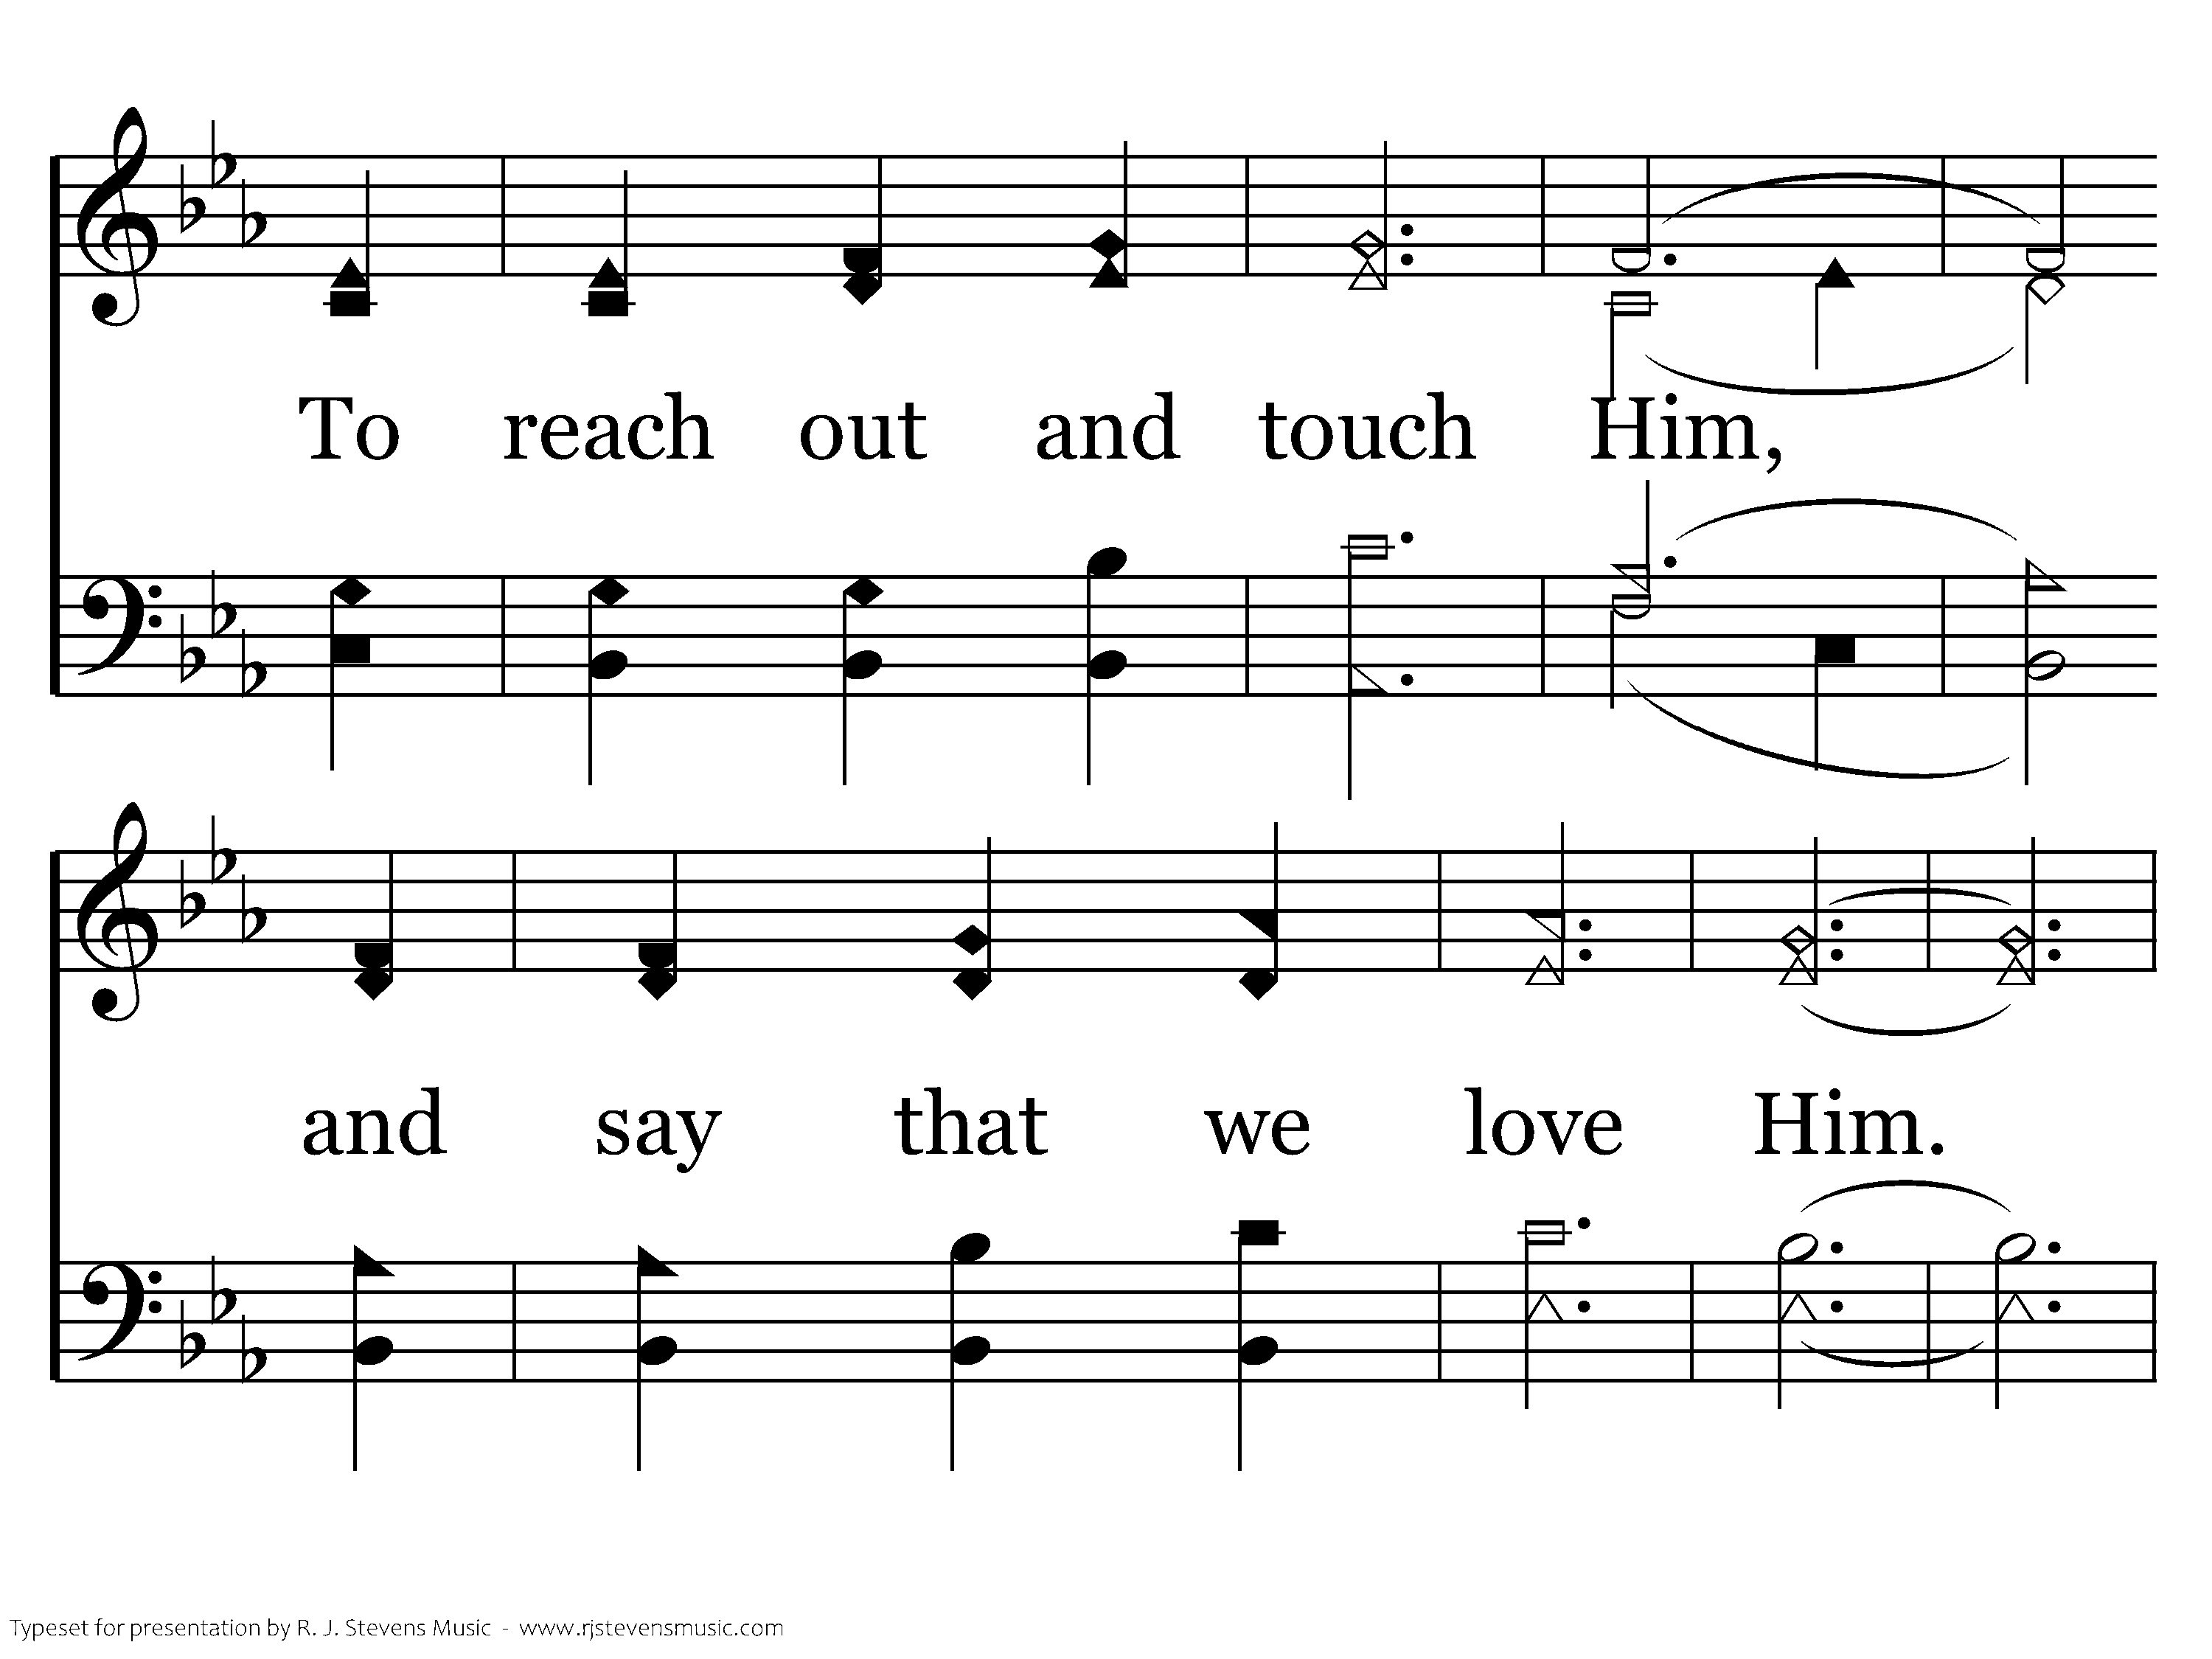 To reach out and touch Him,
and say that we love Him.
Typeset for presentation by R. J. Stevens Music - www.rjstevensmusic.com